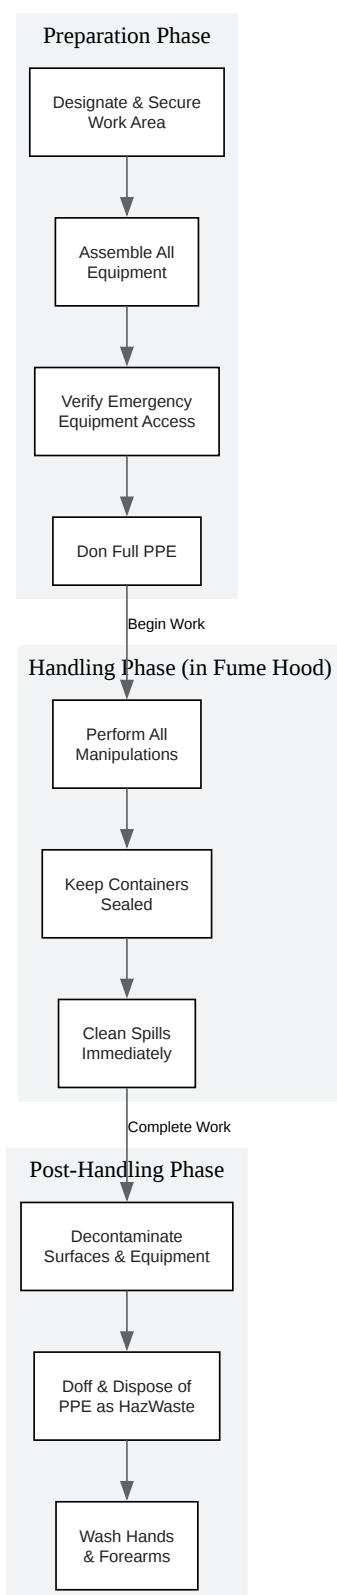 Preparation Phase
Designate & Secure
Work Area
Assemble All
Equipment
Verify Emergency
Equipment Access
Don Full PPE
Begin Work
Handling Phase (in Fume Hood)
Perform All
Manipulations
Keep Containers
Sealed
Clean Spills
Immediately
Complete Work
Post-Handling Phase
Decontaminate
Surfaces & Equipment
Doff & Dispose of
PPE as HazWaste
Wash Hands
& Forearms